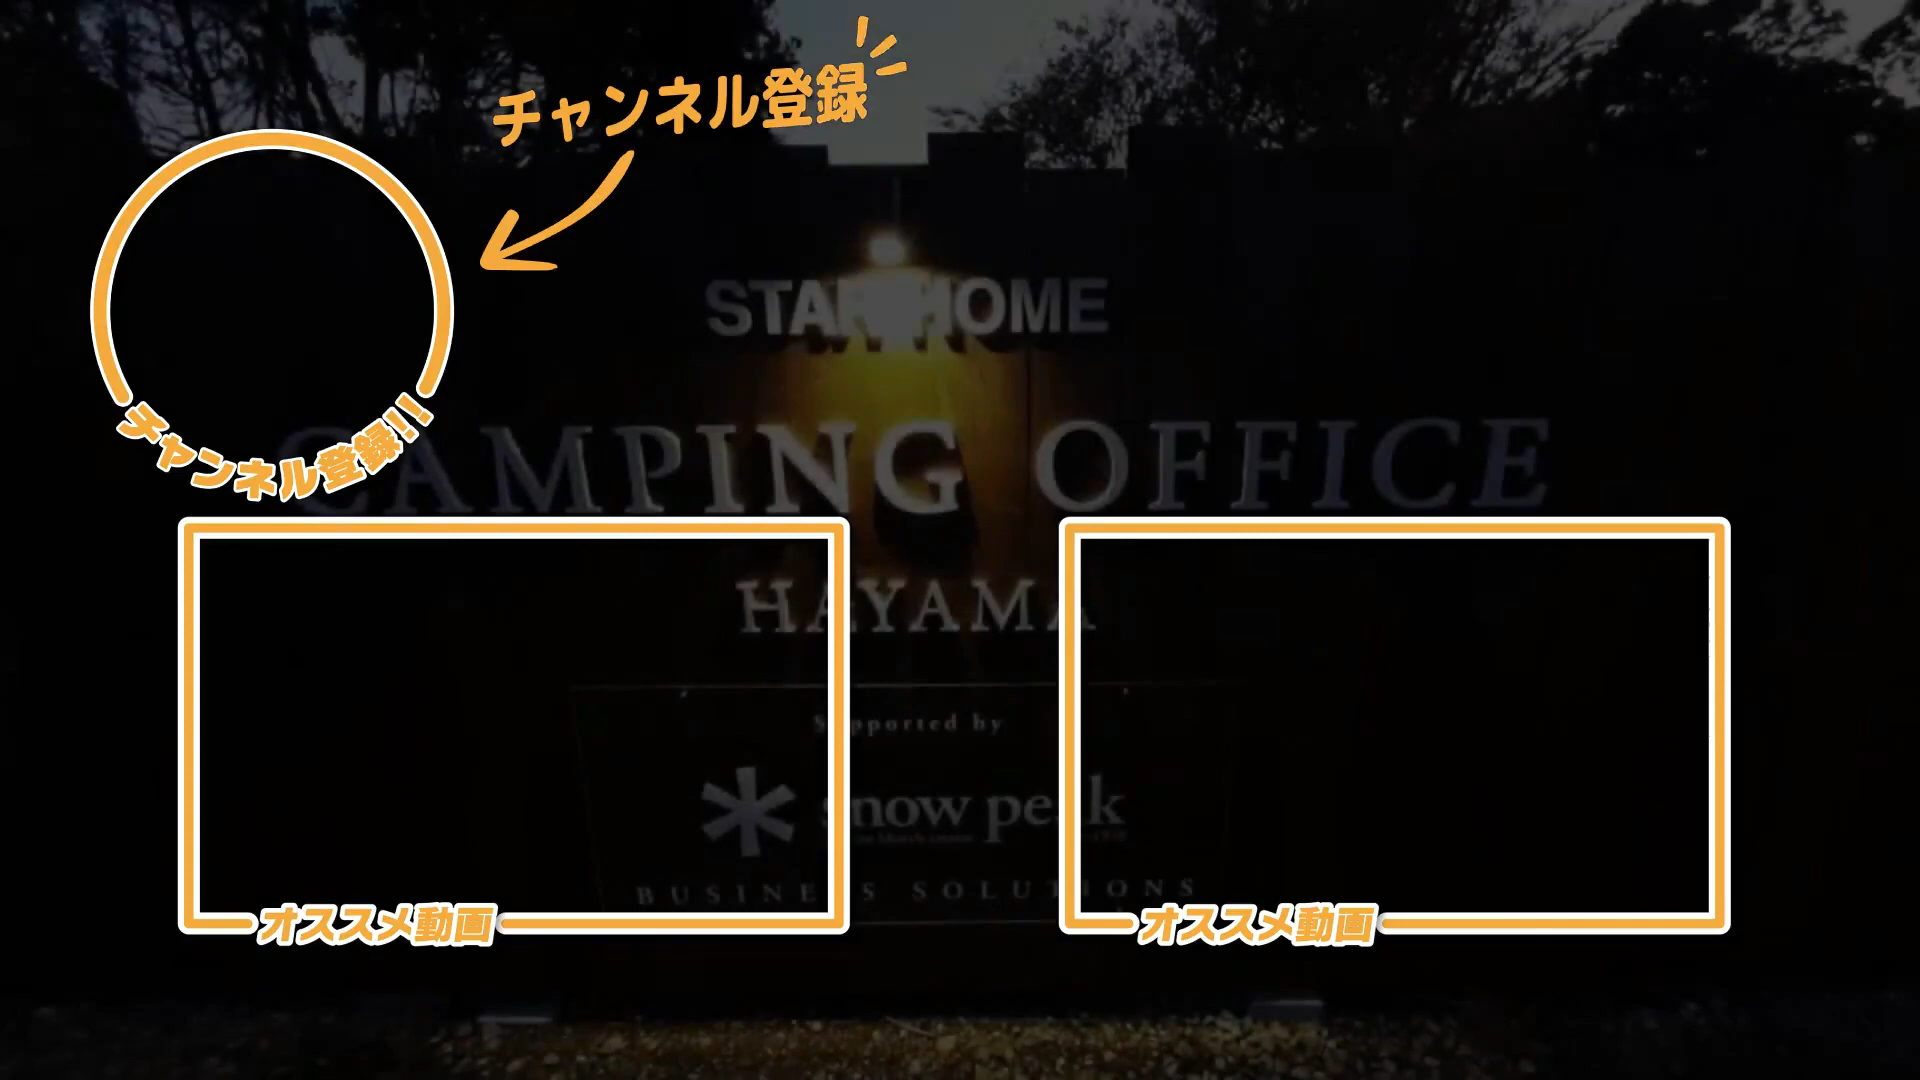 チャンネル登録
STAR HOME
チャンネル登録!!
CAMPING OFFICE
HAYAMA
Supported by
snow peak
BUSINESS SOLUTIONS
オススメ動画
オススメ動画